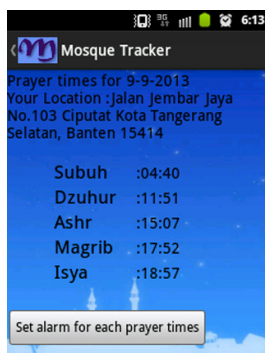 3G
6:13
Mosque Tracker
Prayer times for 9-9-2013
Your Location :Jalan Jembar Jaya
No.103 Ciputat Kota Tangerang
Selatan, Banten 15414
Subuh :04:40
Dzuhur :11:51
Ashr :15:07
Magrib :17:52
Isya :18:57
Set alarm for each prayer times